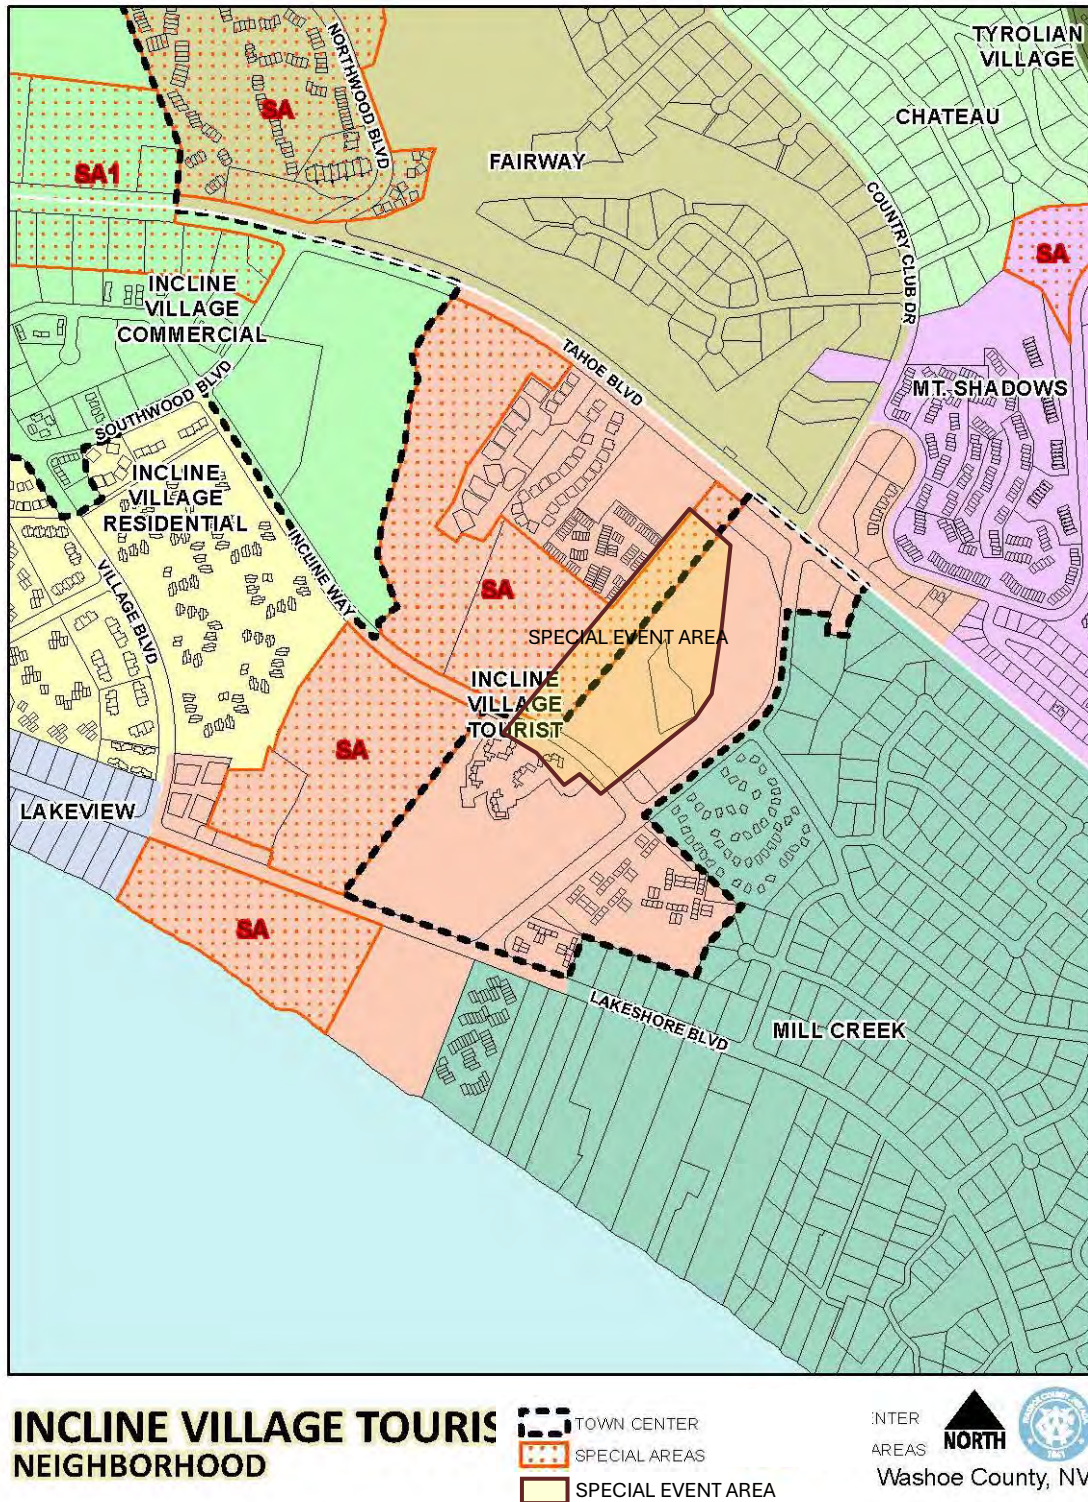 TYROLIAN
VILLAGE
NORTHWOOD BLVD
SA
CHATEAU
FAIRWAY
SA1
COUNTRY CLUB DR
SA
INCLINE
VILLAGE
COMMERCIAL
TAHOE BLVD
MT. SHADOWS
SOUTHWOOD BLVD
INCLINE
VILLAGE
RESIDENTIAL
INCLINE WAY
VILLAGE BLVD
SA
SPECIAL EVENT AREA
INCLINE
VILLAGE
TOURIST
SA
LAKEVIEW
SA
LAKESHORE BLVD
MILL CREEK
INCLINE VILLAGE TOURIS
NEIGHBORHOOD
TOWN CENTER
SPECIAL AREAS
SPECIAL EVENT AREA
NTER
AREAS
NORTH
Washoe County, NV